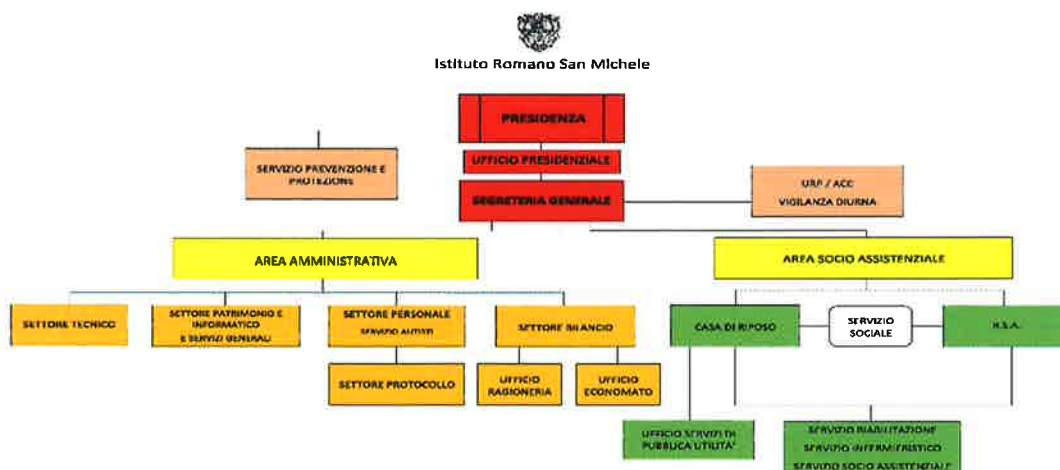 Istituto Romano San Michele
PRESIDENZA
UFFICIO PRESIDENZIALE
SERVIZIO PREVENZIONE E
PROTEZIONE
SEGRETERIA GENERALE
URP / ACC
VIGILANZA DIURNA
AREA AMMINISTRATIVA
AREA SOCIO ASSISTENZIALE
SETTORE TECNICO
SETTORE PATRIMONIO E
INFORMATICO
E SERVIZI GENERALI
SETTORE PERSONALE
SERVIZIO AUTISTI
SETTORE BILANCIO
CASA DI RIPOSO
SERVIZIO
SOCIALE
R.S.A.
SETTORE PROTOCOLLO
UFFICIO
RAGIONERIA
UFFICIO
ECONOMATO
UFFICIO SERVIZI DI
PUBBLICA UTILITA'
SERVIZIO RIABILITAZIONE
SERVIZIO INFERMIERISTICO
SERVIZIO SOCIO ASSISTENZIALE